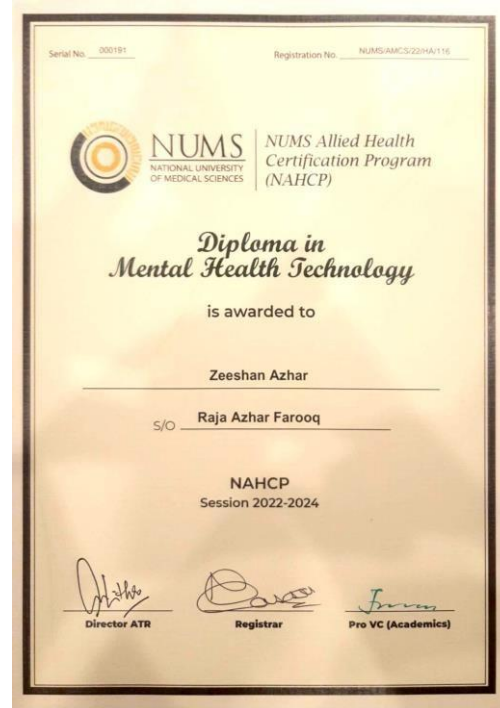 Serial No. 000191
Registration No. NUMS/AMCS/22/HA/116
NUMS
NATIONAL UNIVERSITY
OF MEDICAL SCIENCES
NUMS Allied Health
Certification Program
(NAHCP)
Diploma in
Mental Health Technology
is awarded to
Zeeshan Azhar
S/O Raja Azhar Farooq
NAHCP
Session 2022-2024
Director ATR
Registrar
Pro VC (Academics)